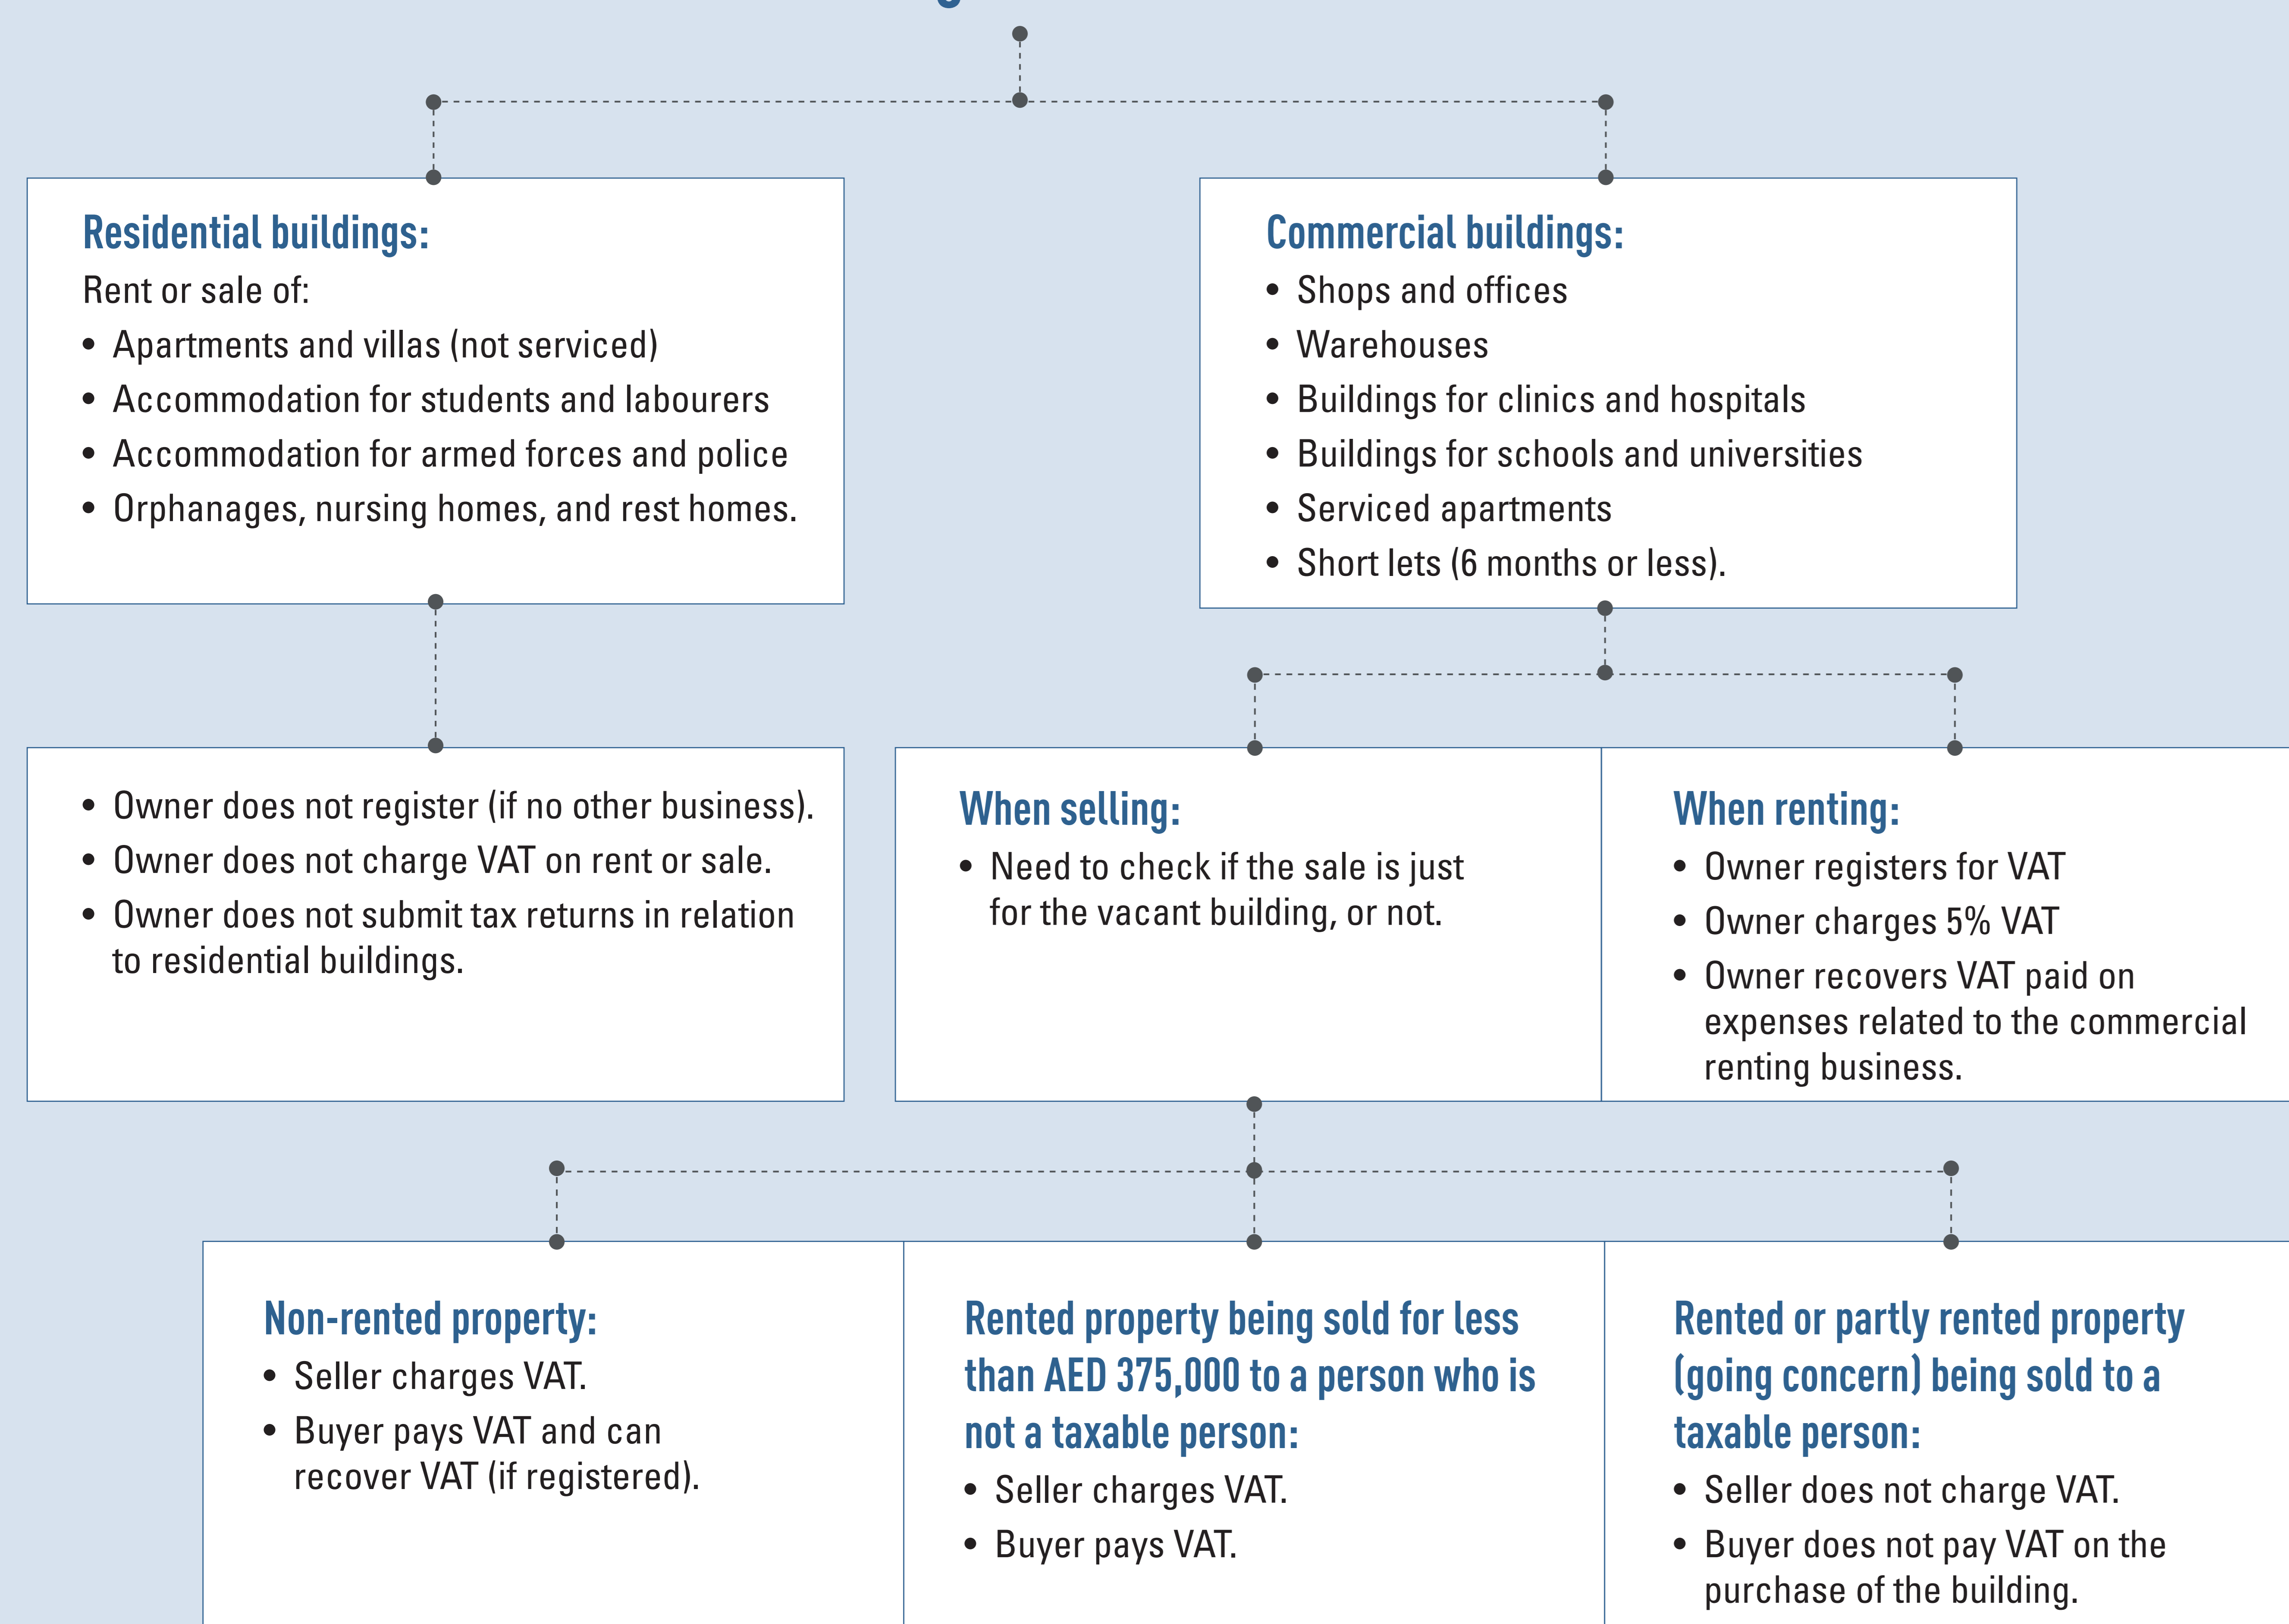 Residential buildings:
Rent or sale of:
• Apartments and villas (not serviced)
• Accommodation for students and labourers
• Accommodation for armed forces and police
• Orphanages, nursing homes, and rest homes.
Commercial buildings:
• Shops and offices
• Warehouses
• Buildings for clinics and hospitals
• Buildings for schools and universities
• Serviced apartments
• Short lets (6 months or less).
• Owner does not register (if no other business).
• Owner does not charge VAT on rent or sale.
• Owner does not submit tax returns in relation
to residential buildings.
When selling:
• Need to check if the sale is just
for the vacant building, or not.
When renting:
• Owner registers for VAT
• Owner charges 5% VAT
• Owner recovers VAT paid on
expenses related to the commercial
renting business.
Non-rented property:
• Seller charges VAT.
• Buyer pays VAT and can
recover VAT (if registered).
Rented property being sold for less
than AED 375,000 to a person who is
not a taxable person:
• Seller charges VAT.
• Buyer pays VAT.
Rented or partly rented property
(going concern) being sold to a
taxable person:
• Seller does not charge VAT.
• Buyer does not pay VAT on the
purchase of the building.